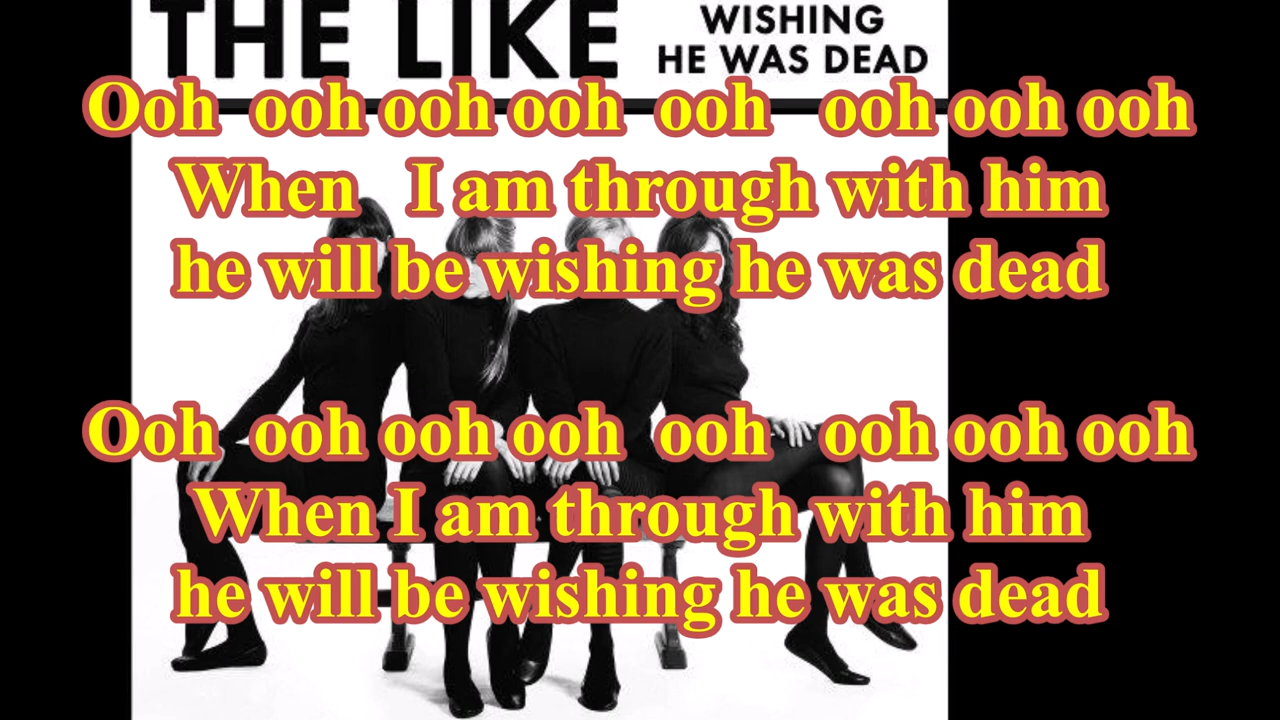 THE LIKE
WISHING
HE WAS DEAD
Ooh ooh ooh ooh ooh ooh ooh ooh
When I am through with him
he will be wishing he was dead
Ooh ooh ooh ooh ooh ooh ooh ooh
When I am through with him
he will be wishing he was dead